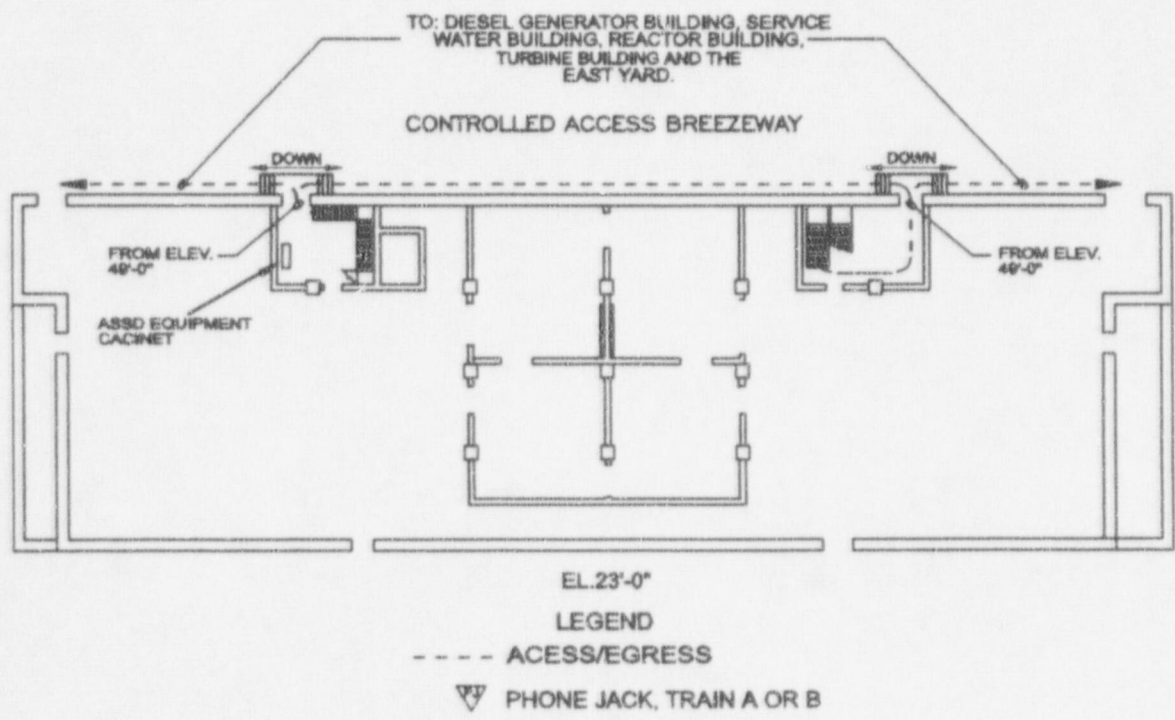 TO: DIESEL GENERATOR BUILDING, SERVICE
WATER BUILDING, REACTOR BUILDING,
TURBINE BUILDING AND THE
EAST YARD.
CONTROLLED ACCESS BREEZEWAY
DOWN
DOWN
FROM ELEV.
49'-0"
FROM ELEV.
49'-0"
ASSD EQUIPMENT
CACINET
EL.23'-0"
LEGEND
ACESS/EGRESS
PHONE JACK, TRAIN A OR B